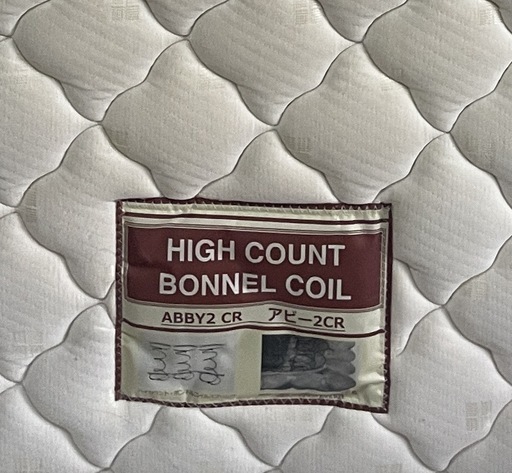 HIGH COUNT
BONNEL COIL
ABBY2 CR アビー2CR